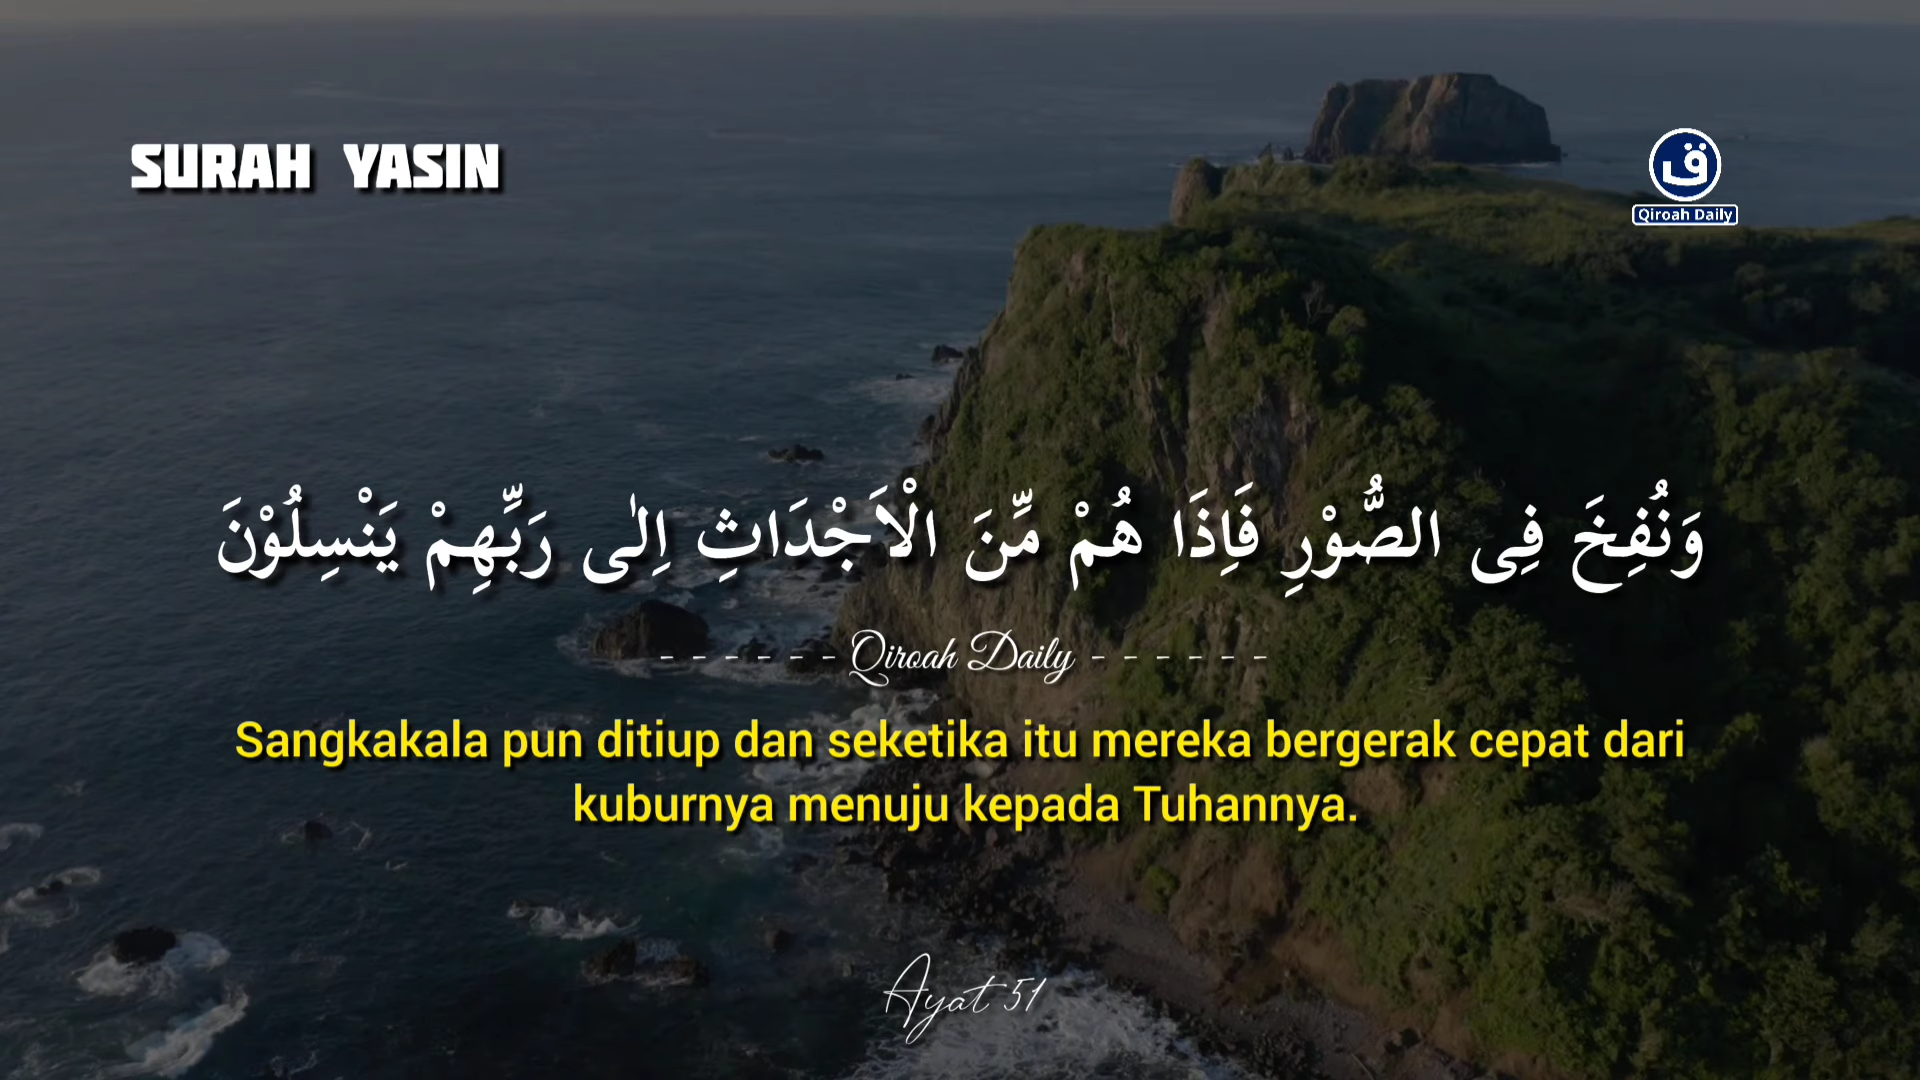 SURAH YASIN
ق
Qiroah Daily
وَنُفِخَ فِى الصُّوْرِ فَاِذَا هُمْ مِّنَ الْاَجْدَاثِ اِلٰى رَبِّهِمْ يَنْسِلُوْنَ
- - - - - - Qiroah Daily - - - - - -
Sangkakala pun ditiup dan seketika itu mereka bergerak cepat dari
kuburnya menuju kepada Tuhannya.
Ayat 51